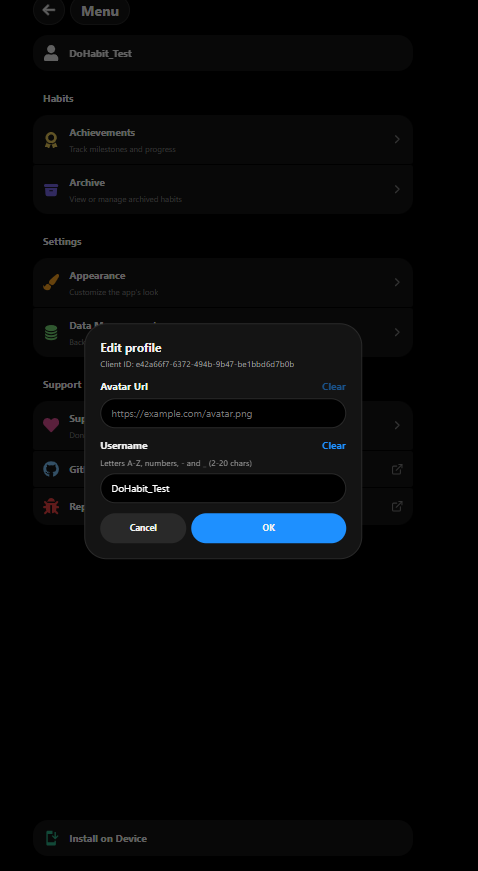 Menu
DoHabit_Test
Habits
Achievements
Track milestones and progress
Archive
View or manage archived habits
Settings
Appearance
Customize the app's look
Data
Edit profile
Client ID: e42a66f7-6372-494b-9b47-be1bbd6d7b0b
Avatar Url
Clear
https://example.com/avatar.png
Support
Username
Clear
Letters A-Z, numbers, - and _ (2-20 chars)
DoHabit_Test
Cancel
OK
Install on Device